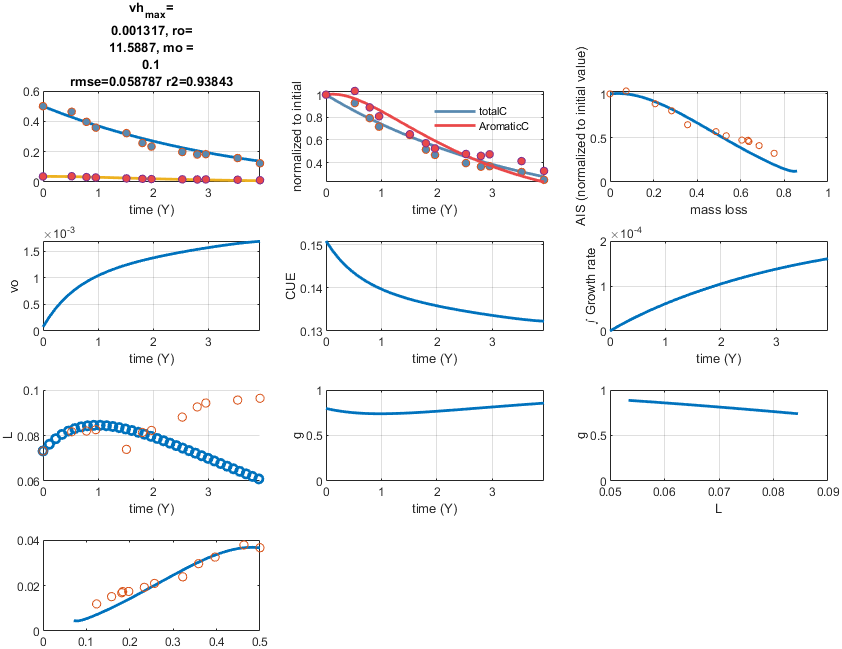 vh_max=
0.001317, ro=
11.5887, mo =
0.1
rmse=0.058787 r2=0.93843
0.6
0.4
0.2
0
0 1 2 3
time (Y)
normalized to initial
1
0.8
0.6
0.4
0 1 2 3
time (Y)
totalC
AromaticC
AIS (normalized to initial value)
1
0.5
0
0 0.2 0.4 0.6 0.8 1
mass loss
×10^-3
vo
1.5
1
0.5
0
0 1 2 3
time (Y)
CUE
0.15
0.14
0.13
0 1 2 3
time (Y)
×10^-4
∫ Growth rate
2
1
0
0 1 2 3
time (Y)
L
0.1
0.08
0.06
0 1 2 3
time (Y)
g
1
0.5
0
0 1 2 3
time (Y)
g
1
0.5
0
0.05 0.06 0.07 0.08 0.09
L
0.04
0.02
0
0 0.1 0.2 0.3 0.4 0.5